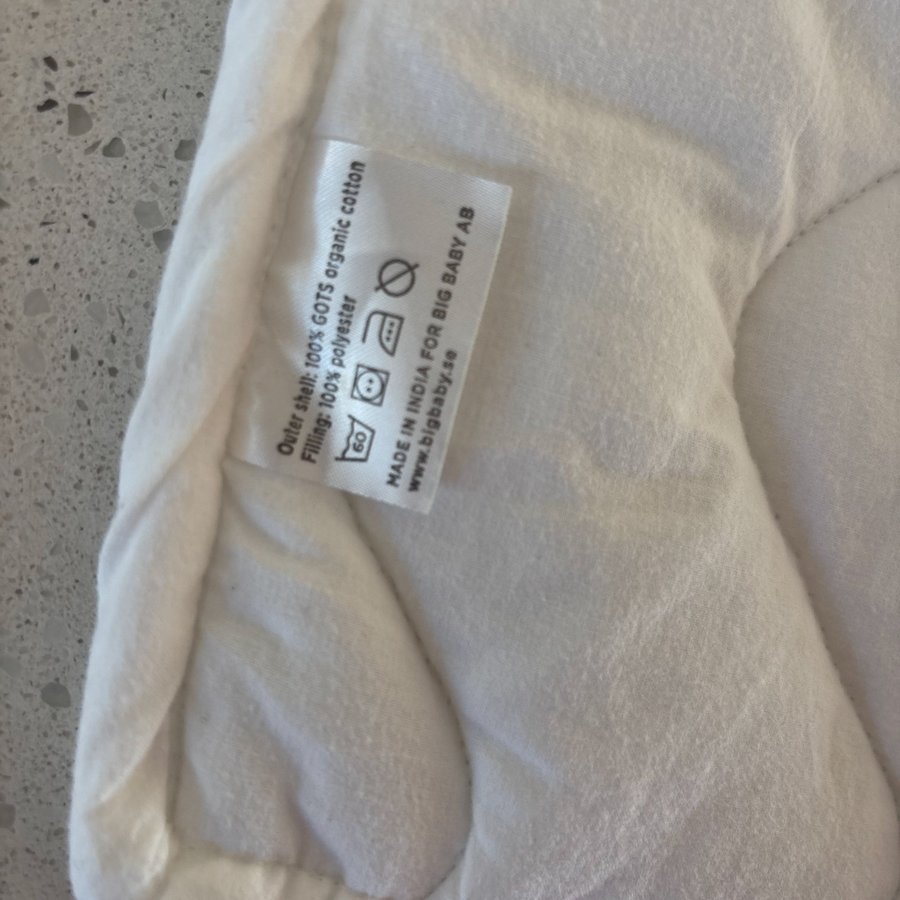 Outer shell: 100% GOTS organic cotton
Filling: 100% polyester
60
MADE IN INDIA FOR BIG BABY AB
www.bigbaby.se